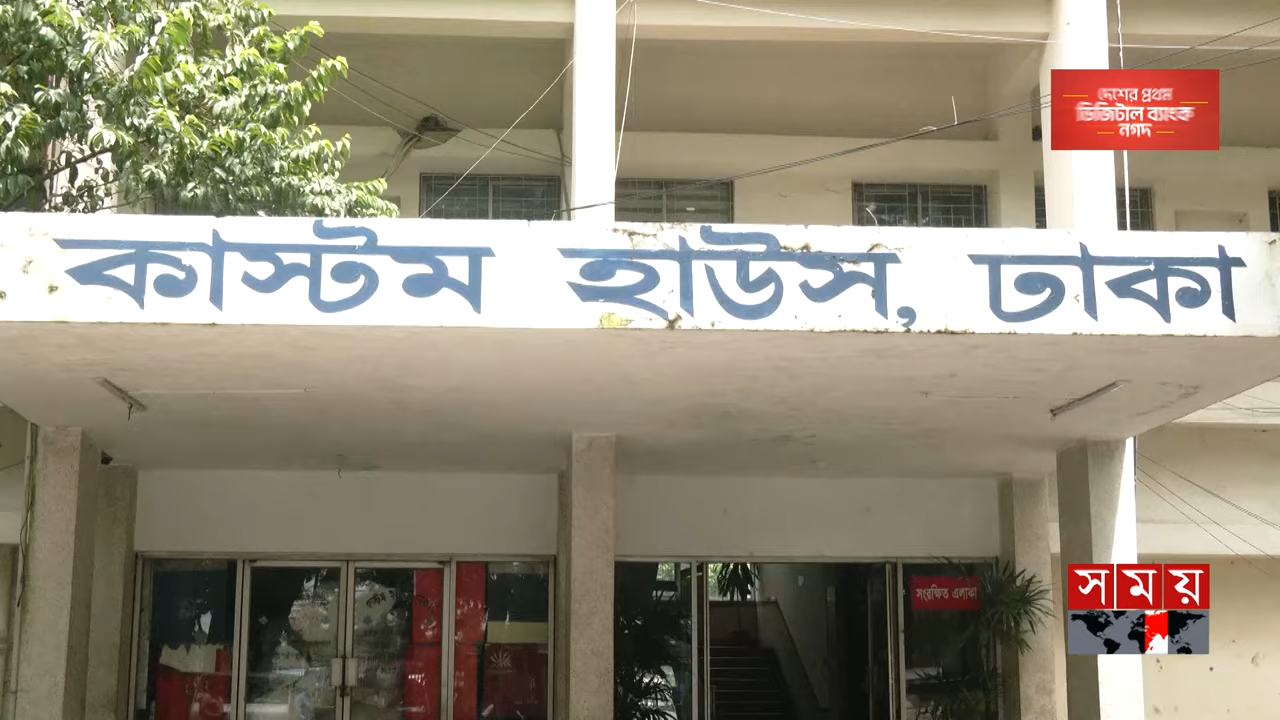 দেশের প্রথম
ডিজিটাল ব্যাংক
নগদ
কাস্টম হাউস, ঢাকা
সংরক্ষিত এলাকা
সময়